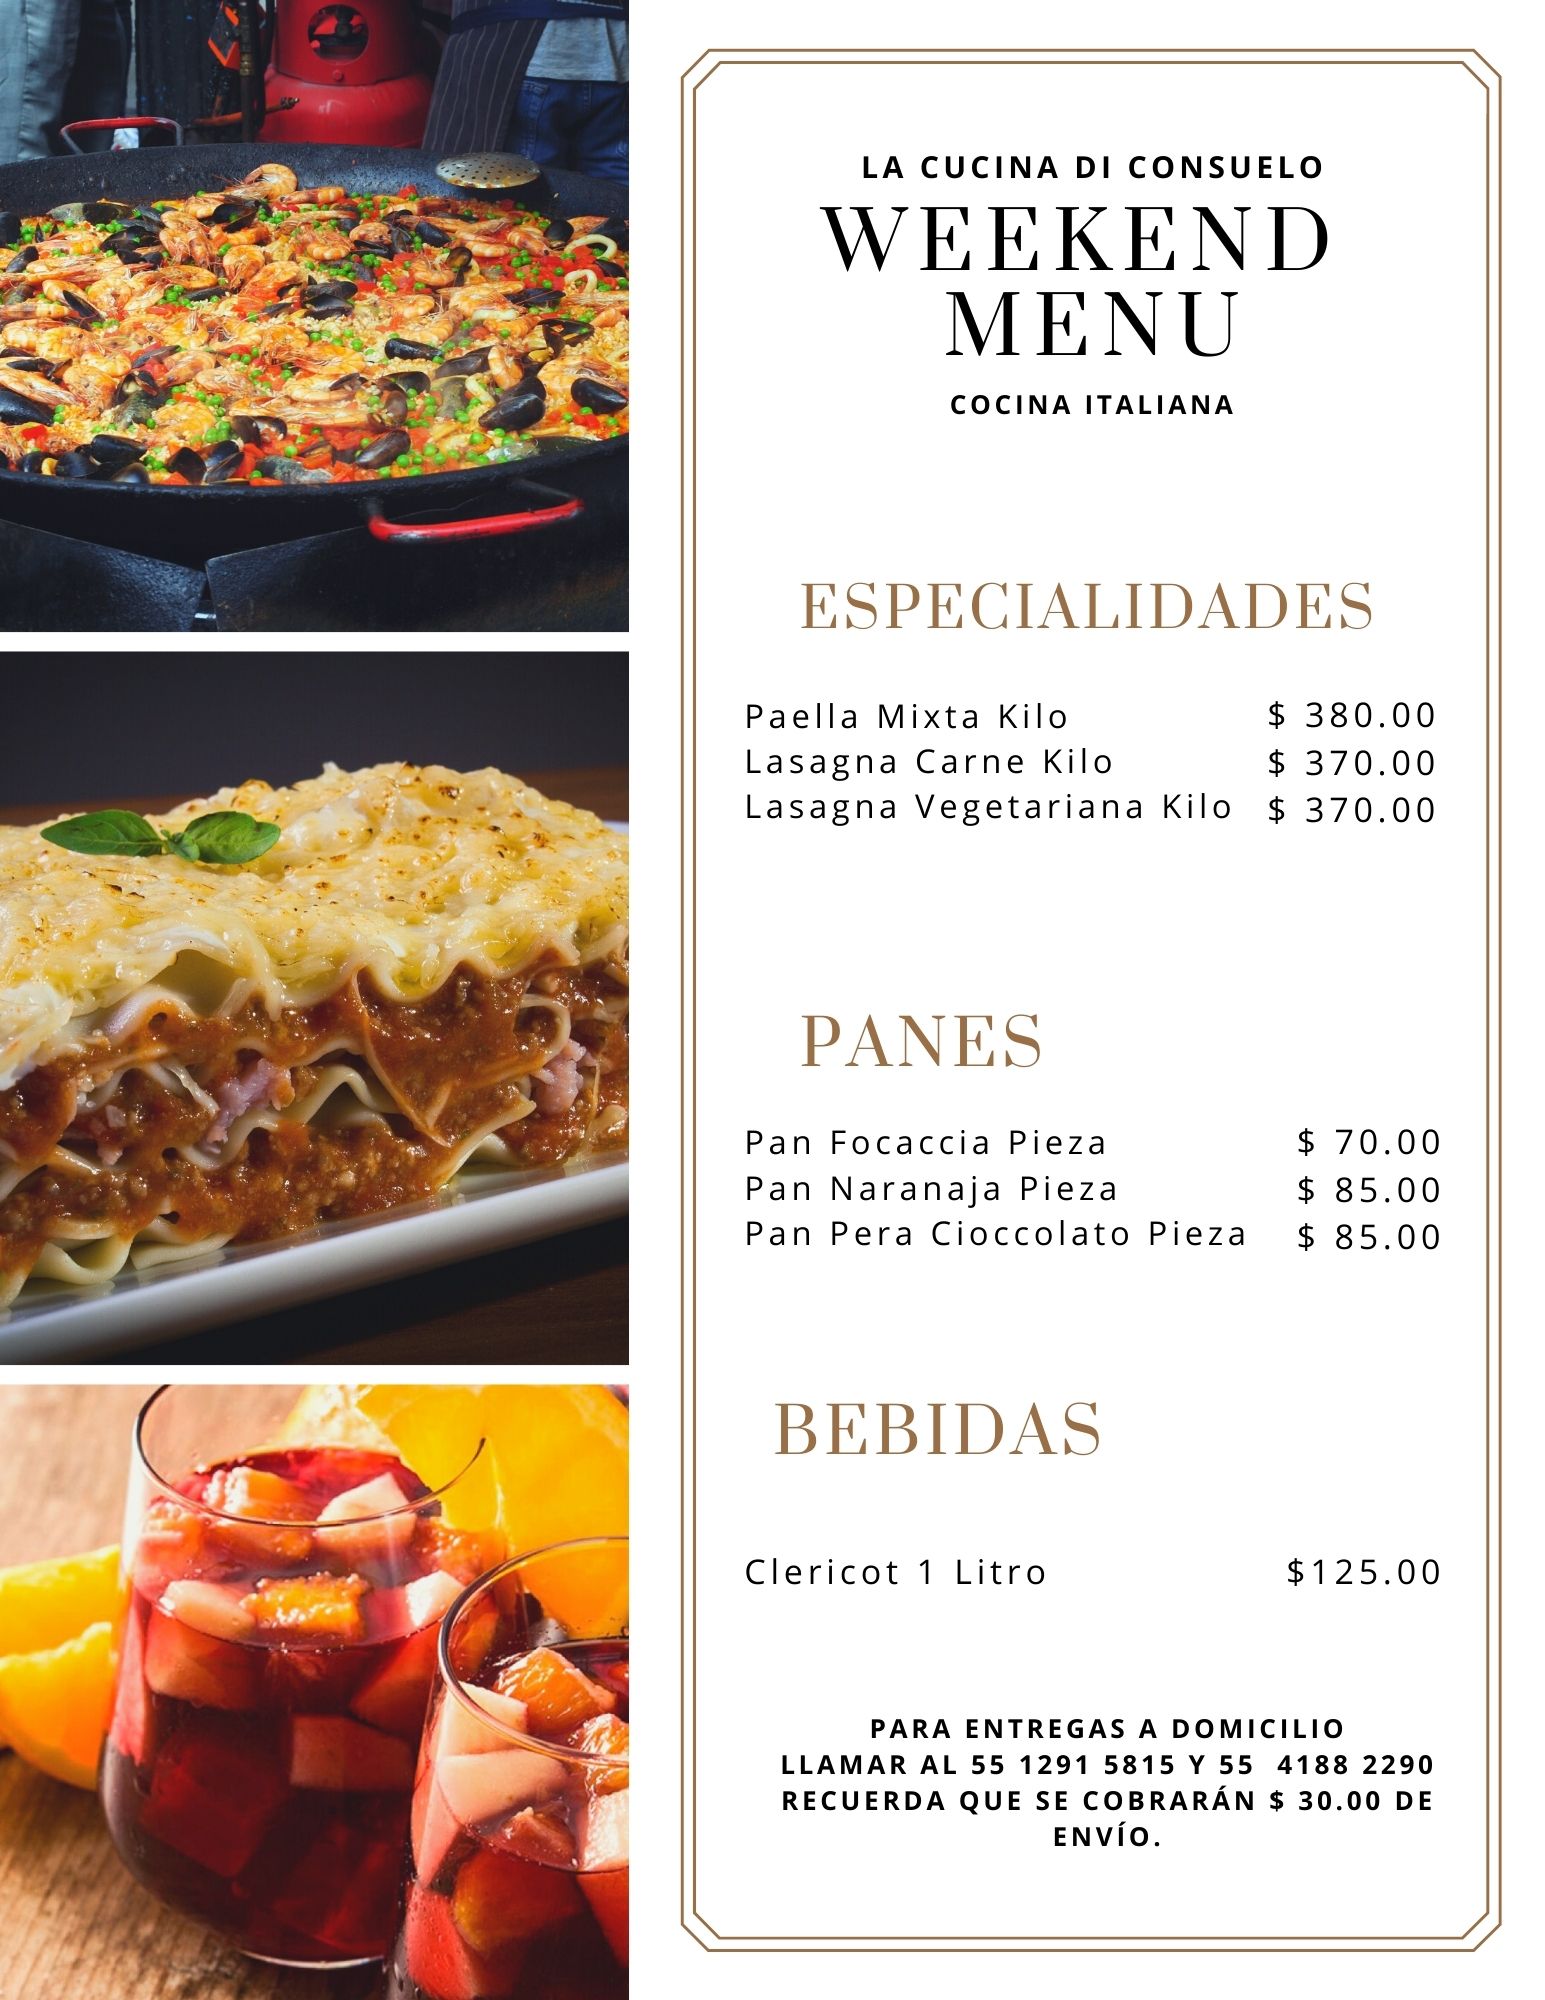 LA CUCINA DI CONSUELO
WEEKEND
MENU
COCINA ITALIANA
ESPECIALIDADES
Paella Mixta Kilo $ 380.00
Lasagna Carne Kilo $ 370.00
Lasagna Vegetariana Kilo $ 370.00
PANES
Pan Focaccia Pieza $ 70.00
Pan Naranaja Pieza $ 85.00
Pan Pera Cioccolato Pieza $ 85.00
BEBIDAS
Clericot 1 Litro $125.00
PARA ENTREGAS A DOMICILIO
LLAMAR AL 55 1291 5815 Y 55 4188 2290
RECUERDA QUE SE COBRARÁN $ 30.00 DE
ENVÍO.